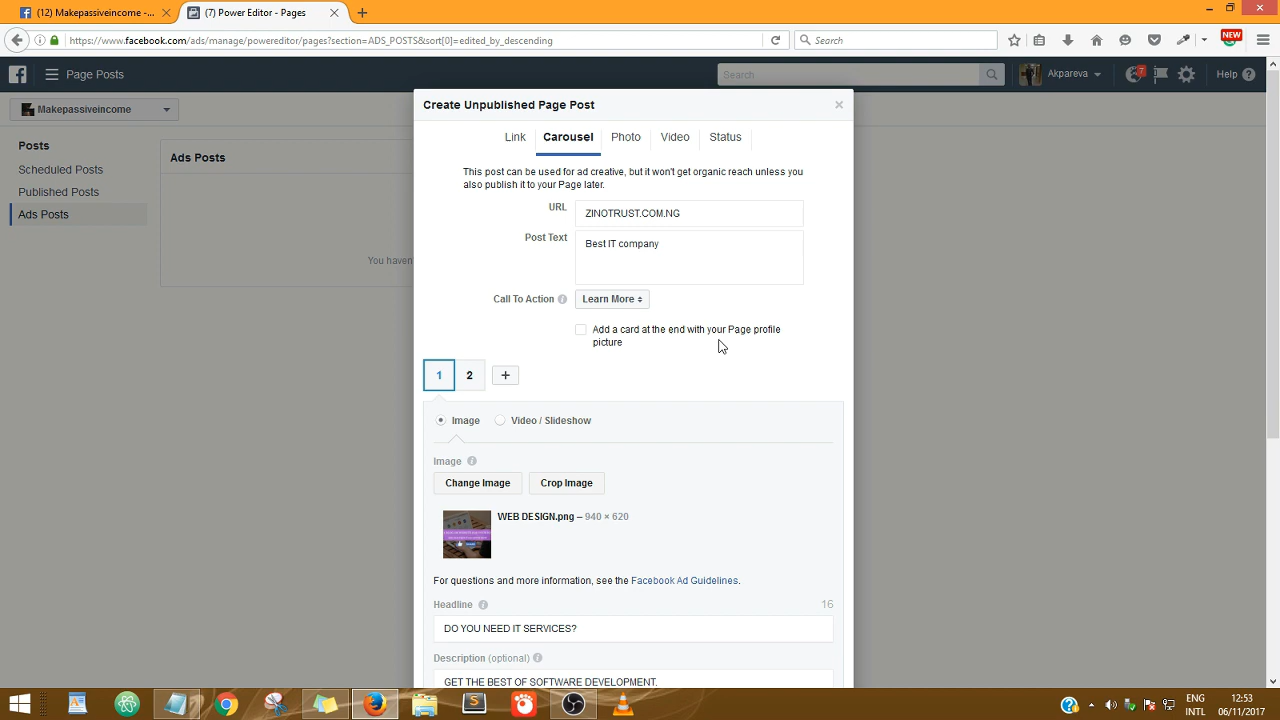 (12) Makepassiveincome -...
(7) Power Editor - Pages
https://www.facebook.com/ads/manage/powereditor/pages?section=ADS_POSTS&sort[0]=edited_by_descending
Search
NEW
Page Posts
Search
Akpareva
7
Help
Makepassiveincome
Posts
Scheduled Posts
Published Posts
Ads Posts
Ads Posts
You haven
Create Unpublished Page Post
Link Carousel Photo Video Status
This post can be used for ad creative, but it won't get organic reach unless you
also publish it to your Page later.
URL ZINOTRUST.COM.NG
Post Text Best IT company
Call To Action Learn More
Add a card at the end with your Page profile
picture
1 2 +
Image Video / Slideshow
Image
Change Image Crop Image
WEB DESIGN.png – 940 × 620
For questions and more information, see the Facebook Ad Guidelines.
Headline 16
DO YOU NEED IT SERVICES?
Description (optional)
GET THE BEST OF SOFTWARE DEVELOPMENT.
ENG 12:53
INTL 06/11/2017